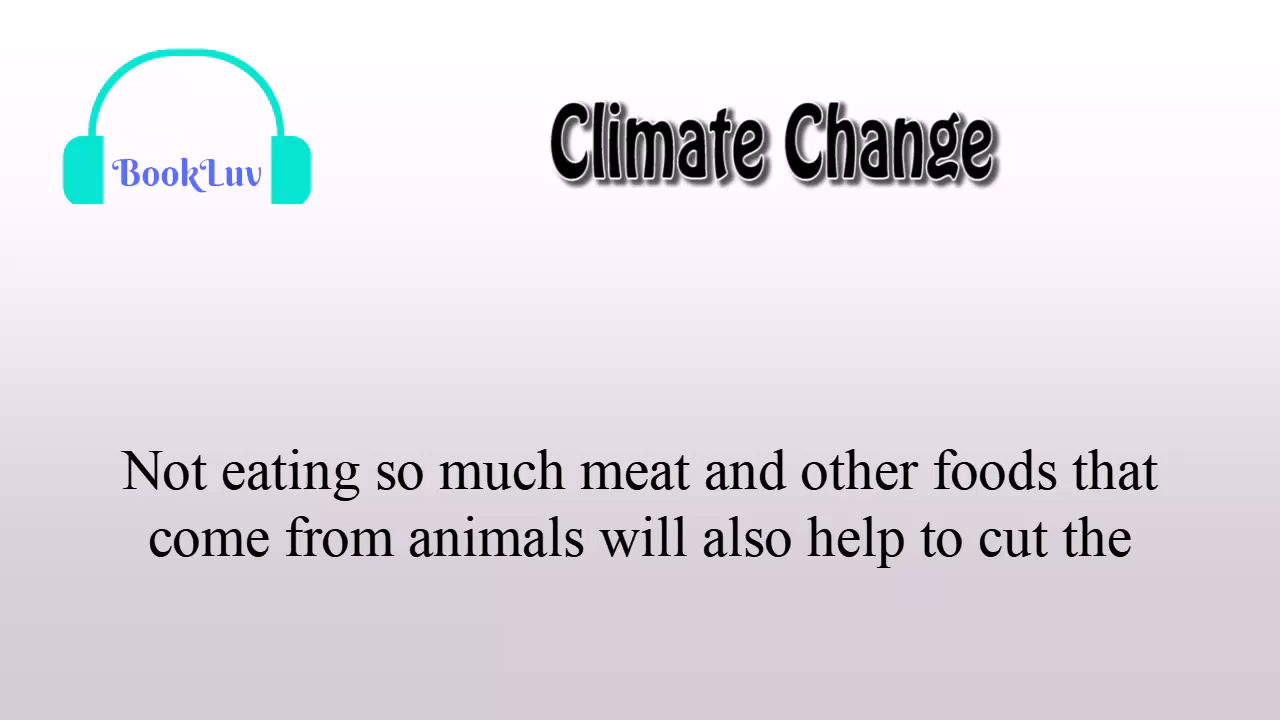 BookLuv
Climate Change
Not eating so much meat and other foods that
come from animals will also help to cut the